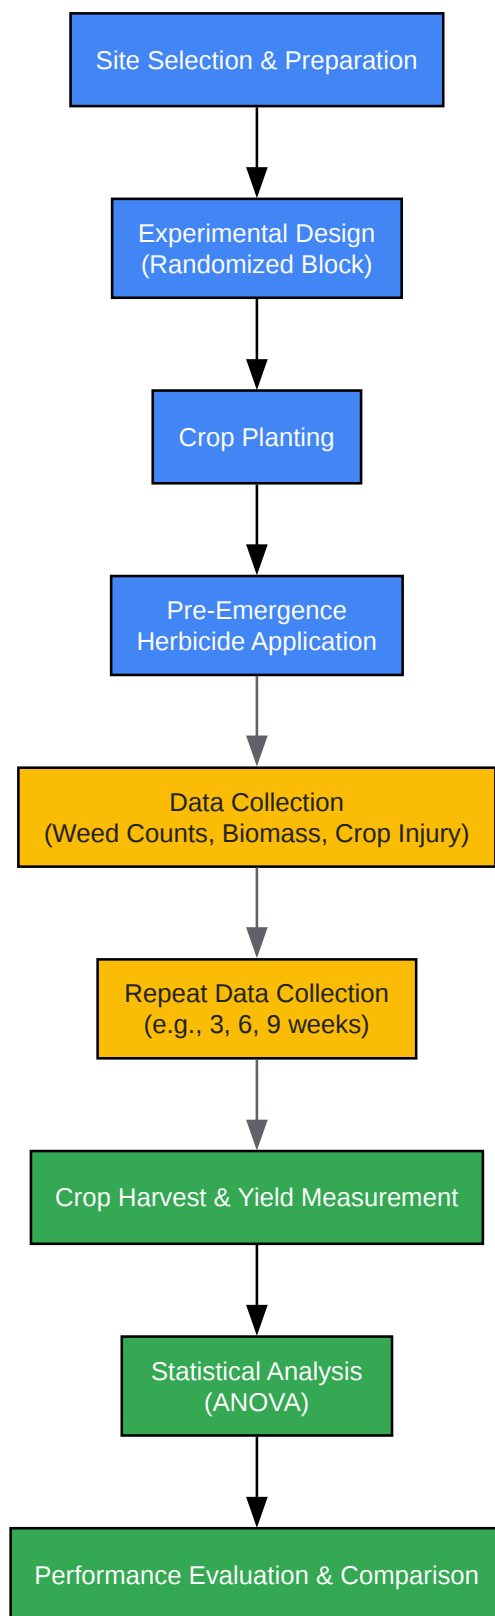 Site Selection & Preparation
Experimental Design
(Randomized Block)
Crop Planting
Pre-Emergence
Herbicide Application
Data Collection
(Weed Counts, Biomass, Crop Injury)
Repeat Data Collection
(e.g., 3, 6, 9 weeks)
Crop Harvest & Yield Measurement
Statistical Analysis
(ANOVA)
Performance Evaluation & Comparison